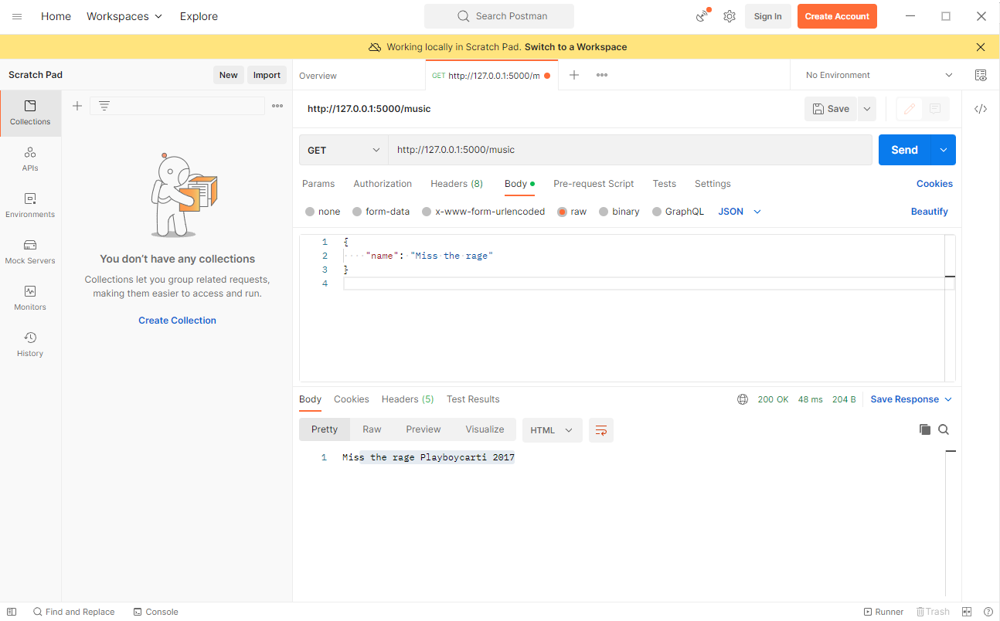 Home Workspaces Explore Search Postman Sign In Create Account
Working locally in Scratch Pad. Switch to a Workspace
Scratch Pad New Import Overview GET http://127.0.0.1:5000/m No Environment
Collections
APIs
Environments
Mock Servers
Monitors
History
You don't have any collections
Collections let you group related requests,
making them easier to access and run.
Create Collection
http://127.0.0.1:5000/music Save
GET http://127.0.0.1:5000/music Send
Params Authorization Headers (8) Body Pre-request Script Tests Settings Cookies
none form-data x-www-form-urlencoded raw binary GraphQL JSON Beautify
1 {
2 ····"name":·"Miss·the·rage"
3 }
4
Body Cookies Headers (5) Test Results 200 OK 48 ms 204 B Save Response
Pretty Raw Preview Visualize HTML
1 Miss the rage Playboycarti 2017
Find and Replace Console Runner Trash